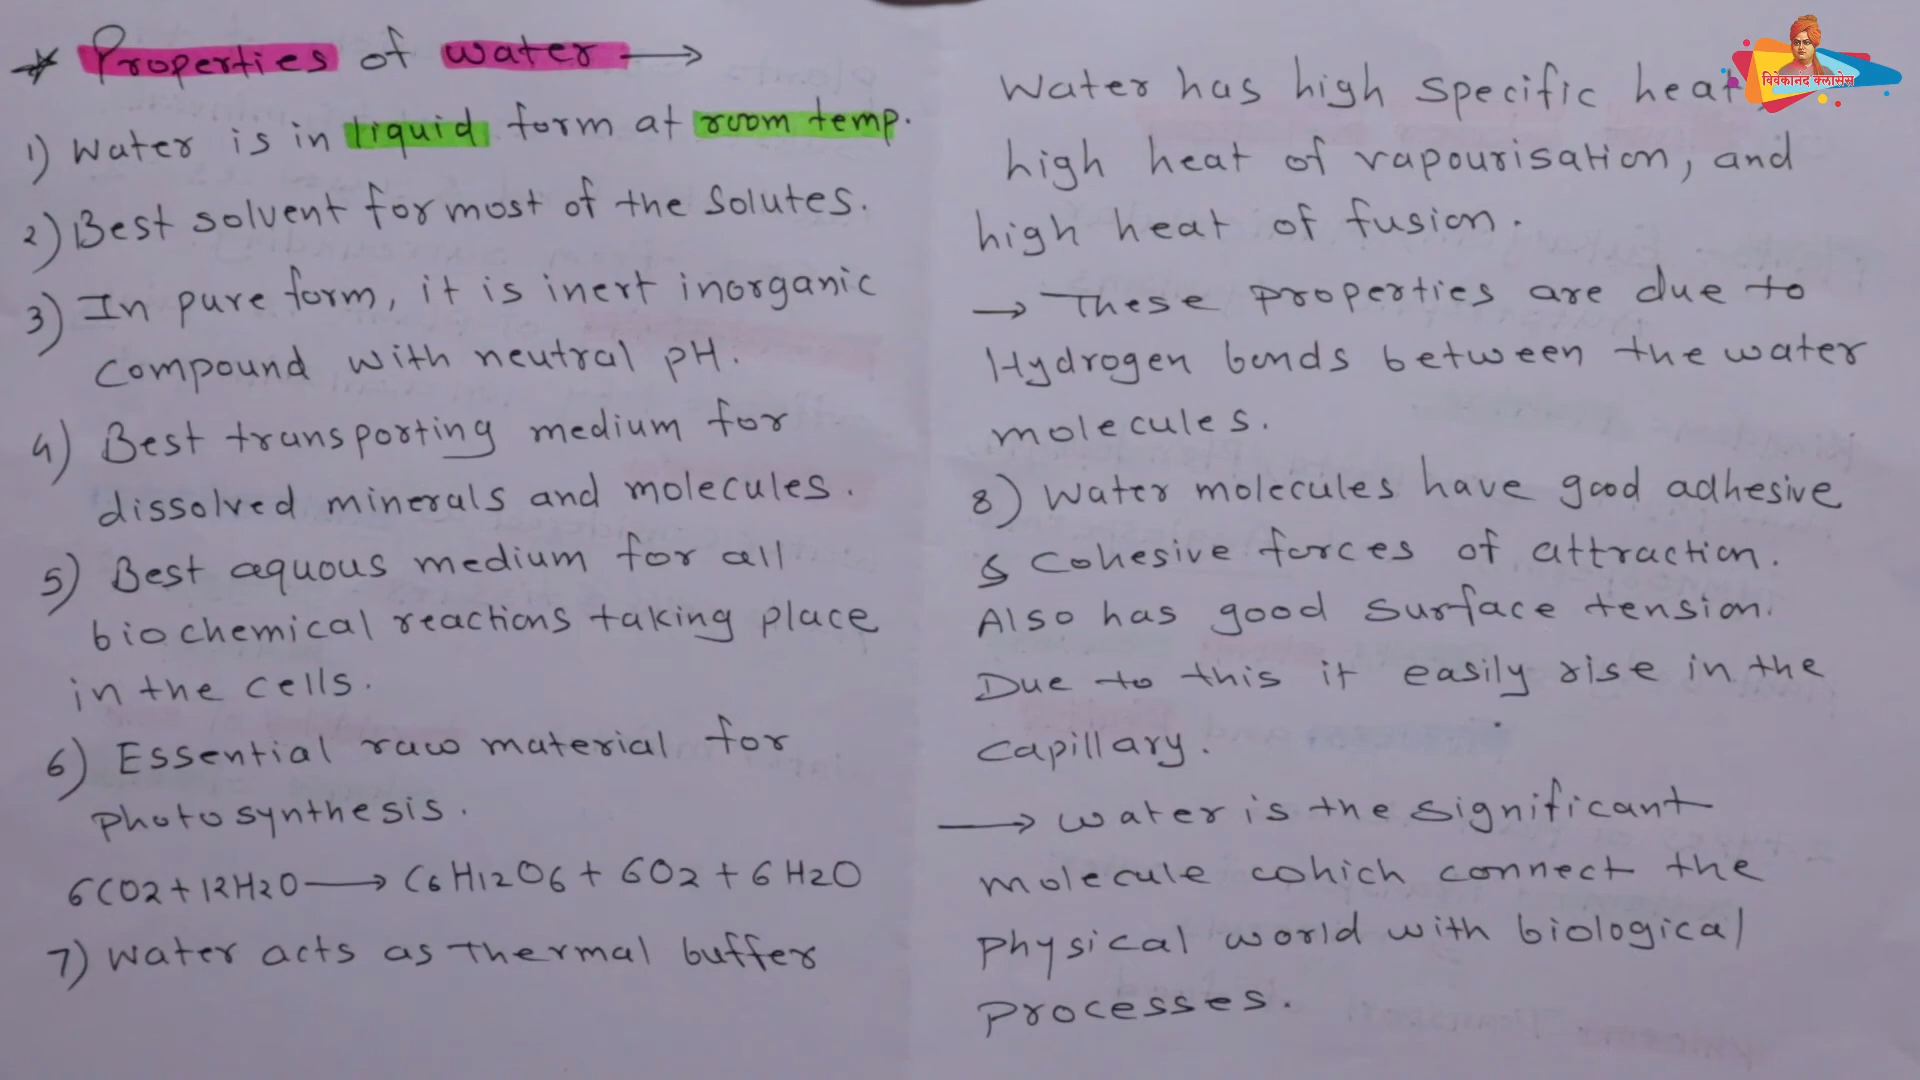 * Properties of water →
1) Water is in liquid form at room temp.
2) Best solvent for most of the solutes.
3) In pure form, it is inert inorganic
compound with neutral pH.
4) Best transporting medium for
dissolved minerals and molecules.
5) Best aquous medium for all
biochemical reactions taking place
in the cells.
6) Essential raw material for
photosynthesis.
6CO2 + 12H2O → C6H12O6 + 6O2 + 6H2O
7) Water acts as thermal buffer
Water has high specific heat
high heat of vapourisation, and
high heat of fusion.
→ These properties are due to
Hydrogen bonds between the water
molecules.
8) Water molecules have good adhesive
& cohesive forces of attraction.
Also has good surface tension.
Due to this it easily rise in the
capillary.
→ Water is the significant
molecule which connect the
physical world with biological
processes.
विवेकानंद क्लासेस